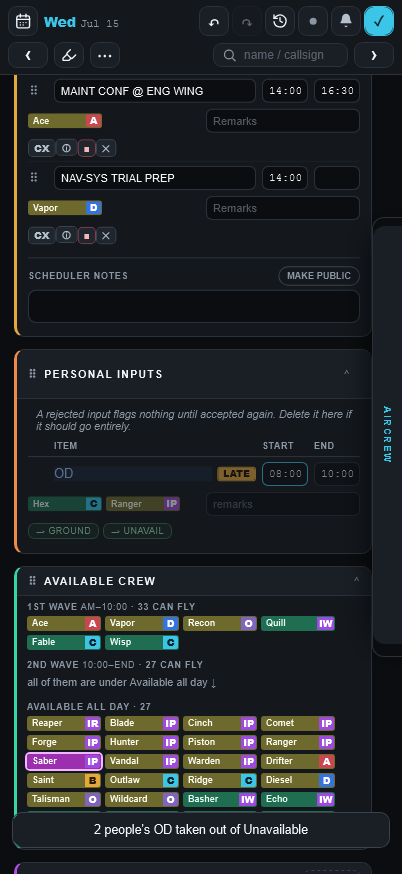 Wed Jul 15
name / callsign
MAINT CONF @ ENG WING 14:00 16:30
Ace A Remarks
CX
NAV-SYS TRIAL PREP 14:00
Vapor D Remarks
CX
SCHEDULER NOTES MAKE PUBLIC
PERSONAL INPUTS
A rejected input flags nothing until accepted again. Delete it here if
it should go entirely.
ITEM START END
OD LATE 08:00 10:00
Hex C Ranger IP remarks
→ GROUND → UNAVAIL
AIRCREW
AVAILABLE CREW
1ST WAVE AM–10:00 · 33 CAN FLY
Ace A Vapor D Recon O Quill IW
Fable C Wisp C
2ND WAVE 10:00–END · 27 CAN FLY
all of them are under Available all day ↓
AVAILABLE ALL DAY · 27
Reaper IR Blade IP Cinch IP Comet IP
Forge IP Hunter IP Piston IP Ranger IP
Saber IP Vandal IP Warden IP Drifter A
Saint B Outlaw C Ridge C Diesel D
Talisman O Wildcard O Basher IW Echo IW
2 people's OD taken out of Unavailable